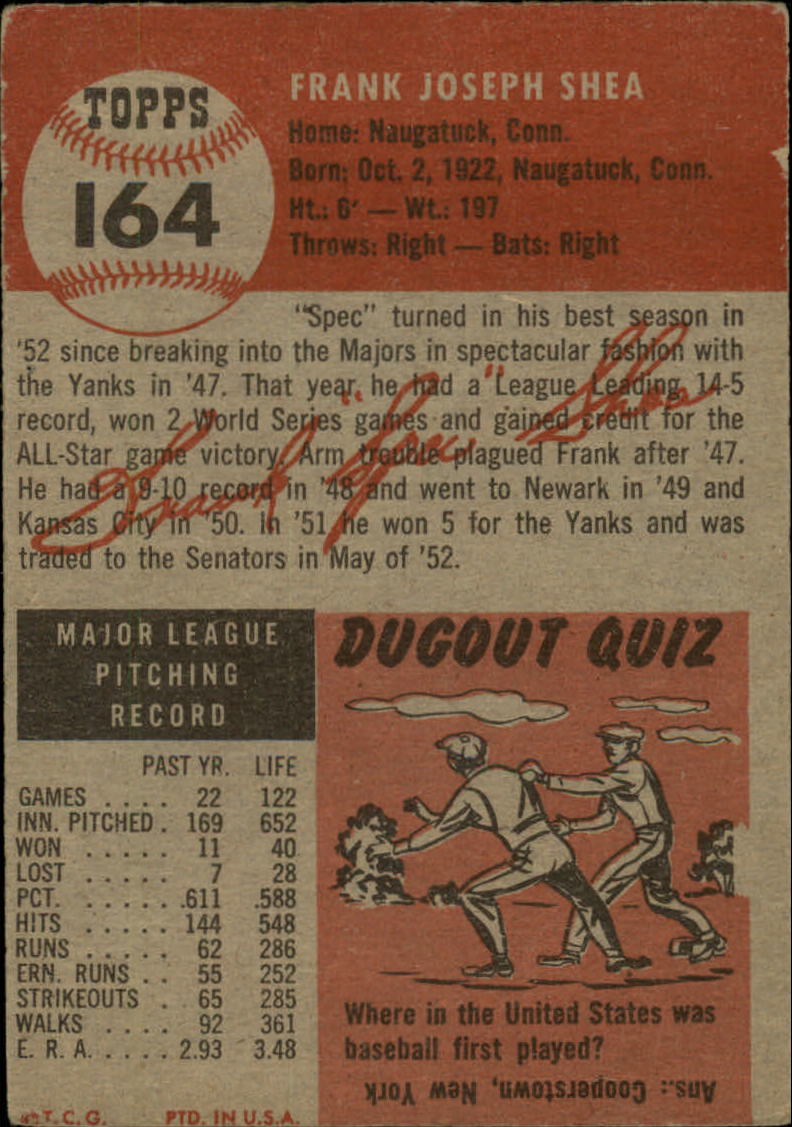 TOPPS
164
FRANK JOSEPH SHEA
Home: Naugatuck, Conn.
Born: Oct. 2, 1922, Naugatuck, Conn.
Ht.: 6' — Wt.: 197
Throws: Right — Bats: Right
"Spec" turned in his best season in
'52 since breaking into the Majors in spectacular fashion with
the Yanks in '47. That year he had a League Leading 14-5
record, won 2 World Series games and gained credit for the
ALL-Star game victory. Arm trouble plagued Frank after '47.
He had a 9-10 record in '48 and went to Newark in '49 and
Kansas City in '50. In '51 he won 5 for the Yanks and was
traded to the Senators in May of '52.
Frank "Spec" Shea
MAJOR LEAGUE
PITCHING
RECORD
PAST YR. LIFE
GAMES . . . . 22 122
INN. PITCHED . 169 652
WON . . . . . 11 40
LOST . . . . . 7 28
PCT. . . . . . .611 .588
HITS . . . . . 144 548
RUNS . . . . . 62 286
ERN. RUNS . . 55 252
STRIKEOUTS . 65 285
WALKS . . . . 92 361
E. R. A. . . . . 2.93 3.48
T. C. G. PTD. IN U.S.A.
DUGOUT QUIZ
Where in the United States was
baseball first played?
Ans.: Cooperstown, New York